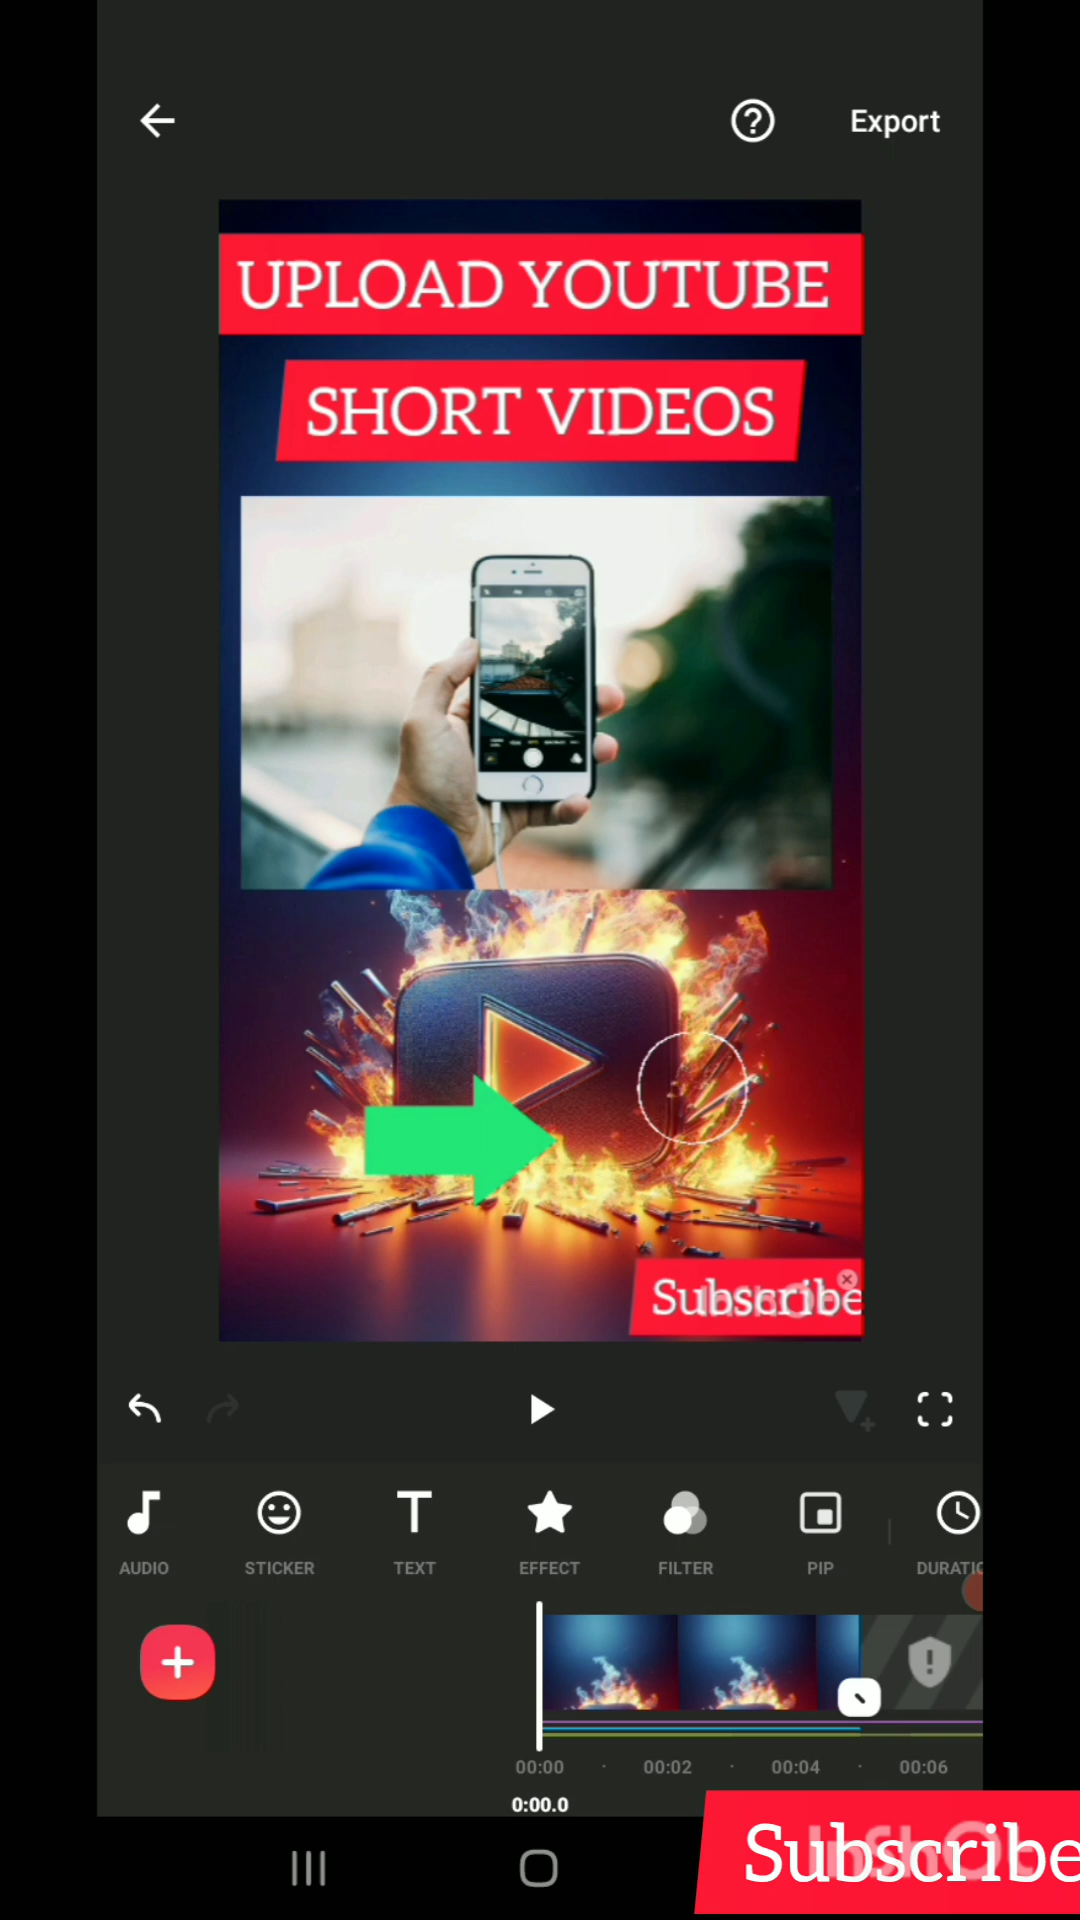 Export
UPLOAD YOUTUBE
SHORT VIDEOS
Subscribe
AUDIO
STICKER
TEXT
EFFECT
FILTER
PIP
DURATIO
00:00
00:02
00:04
00:06
0:00.0
Subscribe